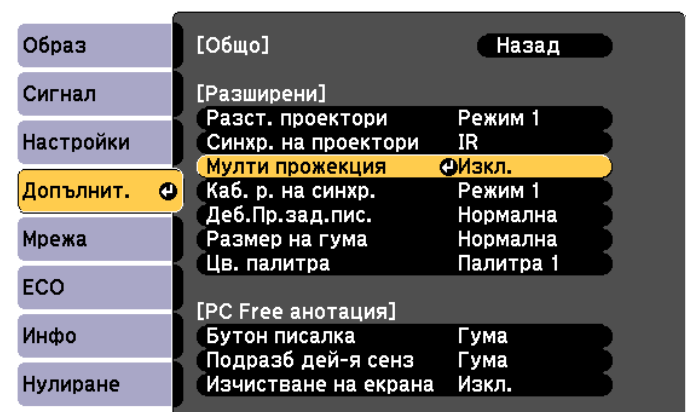 Образ
Сигнал
Настройки
Допълнит.
Мрежа
ECO
Инфо
Нулиране
[Общо] Назад
[Разширени]
Разст. проектори Режим 1
Синхр. на проектори IR
Мулти прожекция Изкл.
Каб. р. на синхр. Режим 1
Деб.Пр.зад.пис. Нормална
Размер на гума Нормална
Цв. палитра Палитра 1
[PC Free анотация]
Бутон писалка Гума
Подразб дей-я сенз Гума
Изчистване на екрана Изкл.